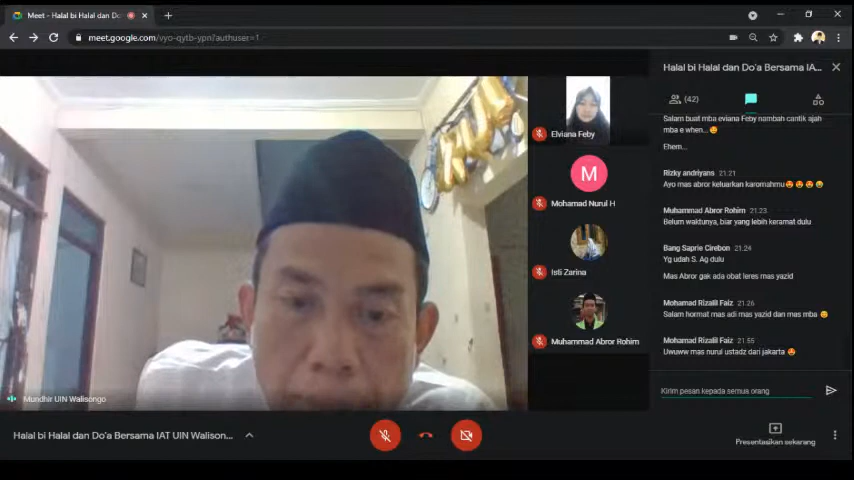 Meet - Halal bi Halal dan Do
meet.google.com/vyo-qytb-ypn?authuser=1
Halal bi Halal dan Do'a Bersama IA...
(42)
Salam buat mba eviana Feby nambah cantik ajah
mba e when...
Ehem...
Rizky andriyans 21.21
Ayo mas abror keluarkan karomahmu
Muhammad Abror Rohim 21.23
Belum waktunya, biar yang lebih keramat dulu
Bang Saprie Cirebon 21.24
Yg udah S. Ag dulu
Mas Abror gak ada obat leres mas yazid
Mohamad Rizalil Faiz 21.26
Salam hormat mas adi mas yazid dan mas mba
Mohamad Rizalil Faiz 21.55
Uwuww mas nurul ustadz dari jakarta
Kirim pesan kepada semua orang
Elviana Feby
M
Mohamad Nurul H
Isti Zarina
Muhammad Abror Rohim
Mundhir UIN Walisongo
Halal bi Halal dan Do'a Bersama IAT UIN Walison...
Presentasikan sekarang